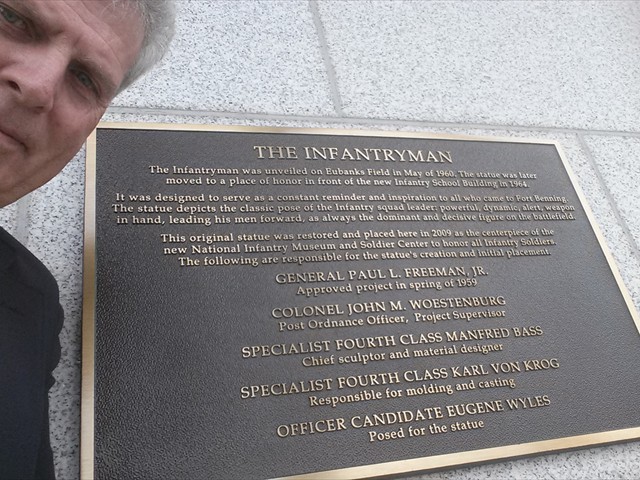 THE INFANTRYMAN
The Infantryman was unveiled on Eubanks Field in May of 1960. The statue was later
moved to a place of honor in front of the new Infantry School Building in 1964.
It was designed to serve as a constant reminder and inspiration to all who came to Fort Benning.
The statue depicts the classic pose of the Infantry squad leader, powerful, dynamic, alert, weapon
in hand, leading his men forward, as always the dominant and decisive figure on the battlefield.
This original statue was restored and placed here in 2009 as the centerpiece of the
new National Infantry Museum and Soldier Center to honor all Infantry Soldiers.
The following are responsible for the statue's creation and initial placement.
GENERAL PAUL L. FREEMAN, JR.
Approved project in spring of 1959
COLONEL JOHN M. WOESTENBURG
Post Ordnance Officer, Project Supervisor
SPECIALIST FOURTH CLASS MANFRED BASS
Chief sculptor and material designer
SPECIALIST FOURTH CLASS KARL VON KROG
Responsible for molding and casting
OFFICER CANDIDATE EUGENE WYLES
Posed for the statue